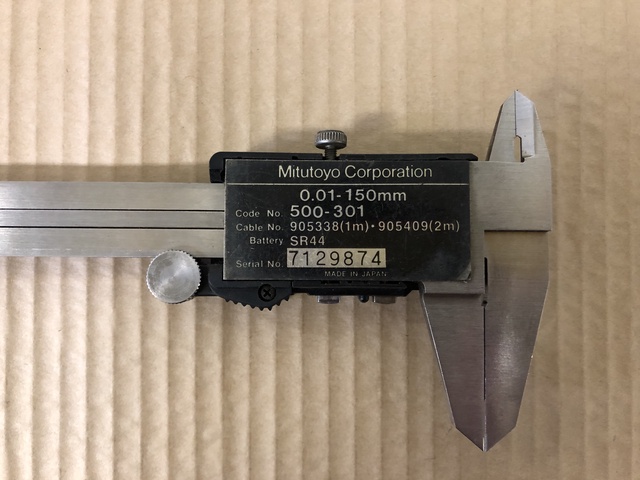 Mitutoyo Corporation
0.01-150mm
Code No. 500-301
Cable No. 905338(1m)・905409(2m)
Battery SR44
Serial No. 7129874
MADE IN JAPAN